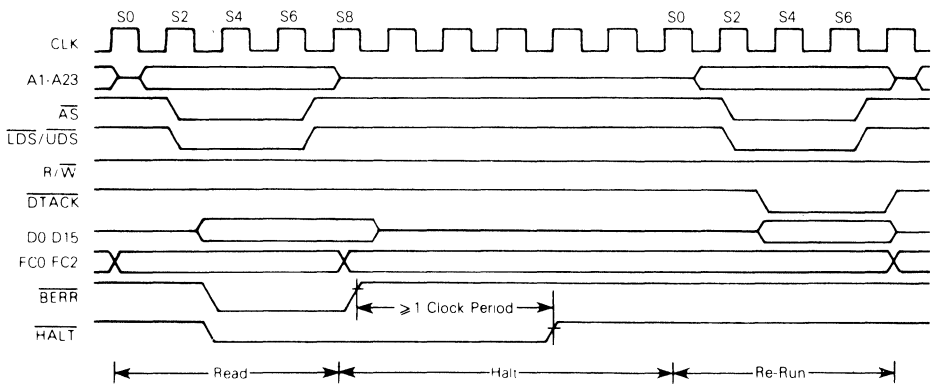 S0 S2 S4 S6 S8 S0 S2 S4 S6
CLK
A1-A23
AS
LDS/UDS
R/W
DTACK
D0 D15
FC0 FC2
BERR
≥ 1 Clock Period
HALT
Read Halt Re-Run